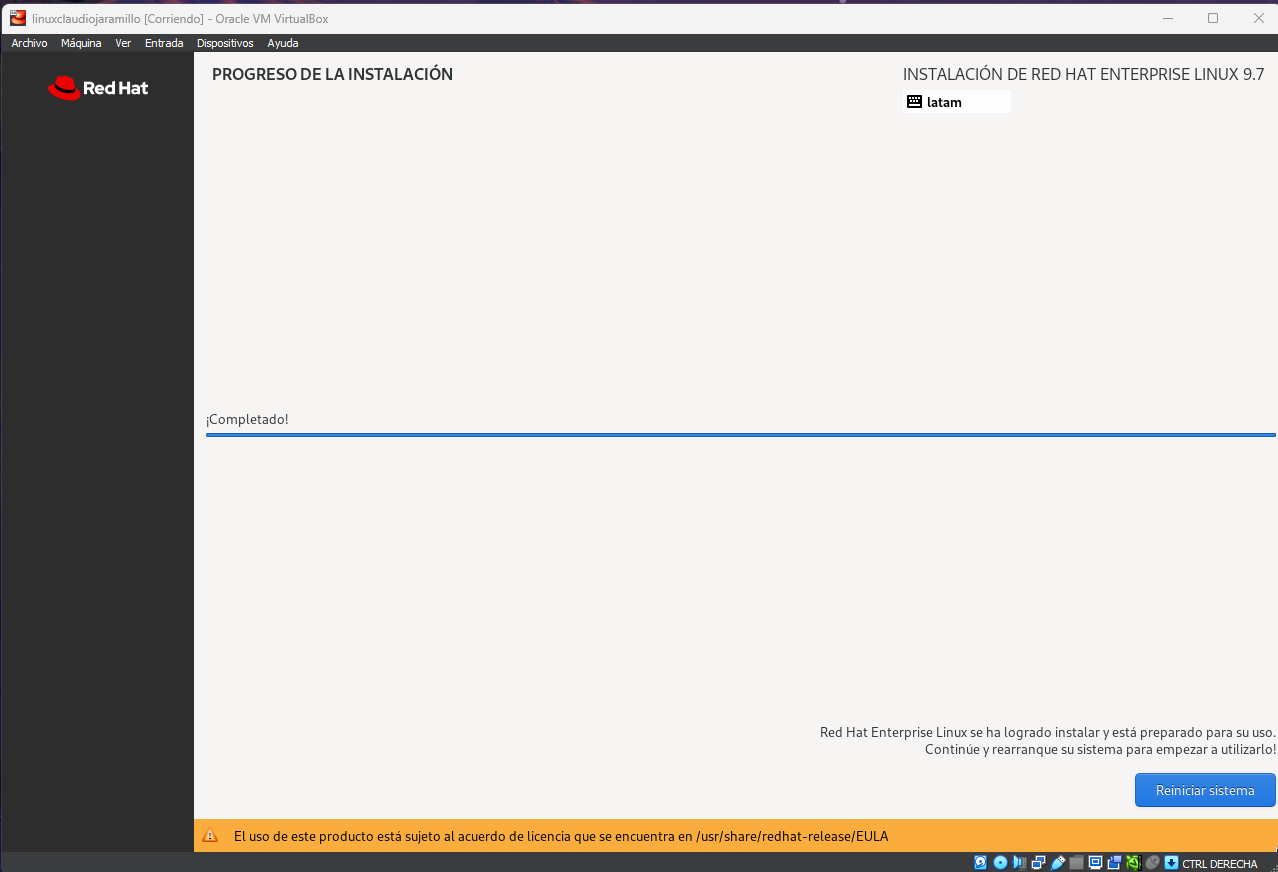 linuxclaudiojaramillo [Corriendo] - Oracle VM VirtualBox
Archivo Máquina Ver Entrada Dispositivos Ayuda
Red Hat
PROGRESO DE LA INSTALACIÓN
INSTALACIÓN DE RED HAT ENTERPRISE LINUX 9.7
latam
¡Completado!
Red Hat Enterprise Linux se ha logrado instalar y está preparado para su uso.
Continúe y rearranque su sistema para empezar a utilizarlo!
Reiniciar sistema
El uso de este producto está sujeto al acuerdo de licencia que se encuentra en /usr/share/redhat-release/EULA
CTRL DERECHA